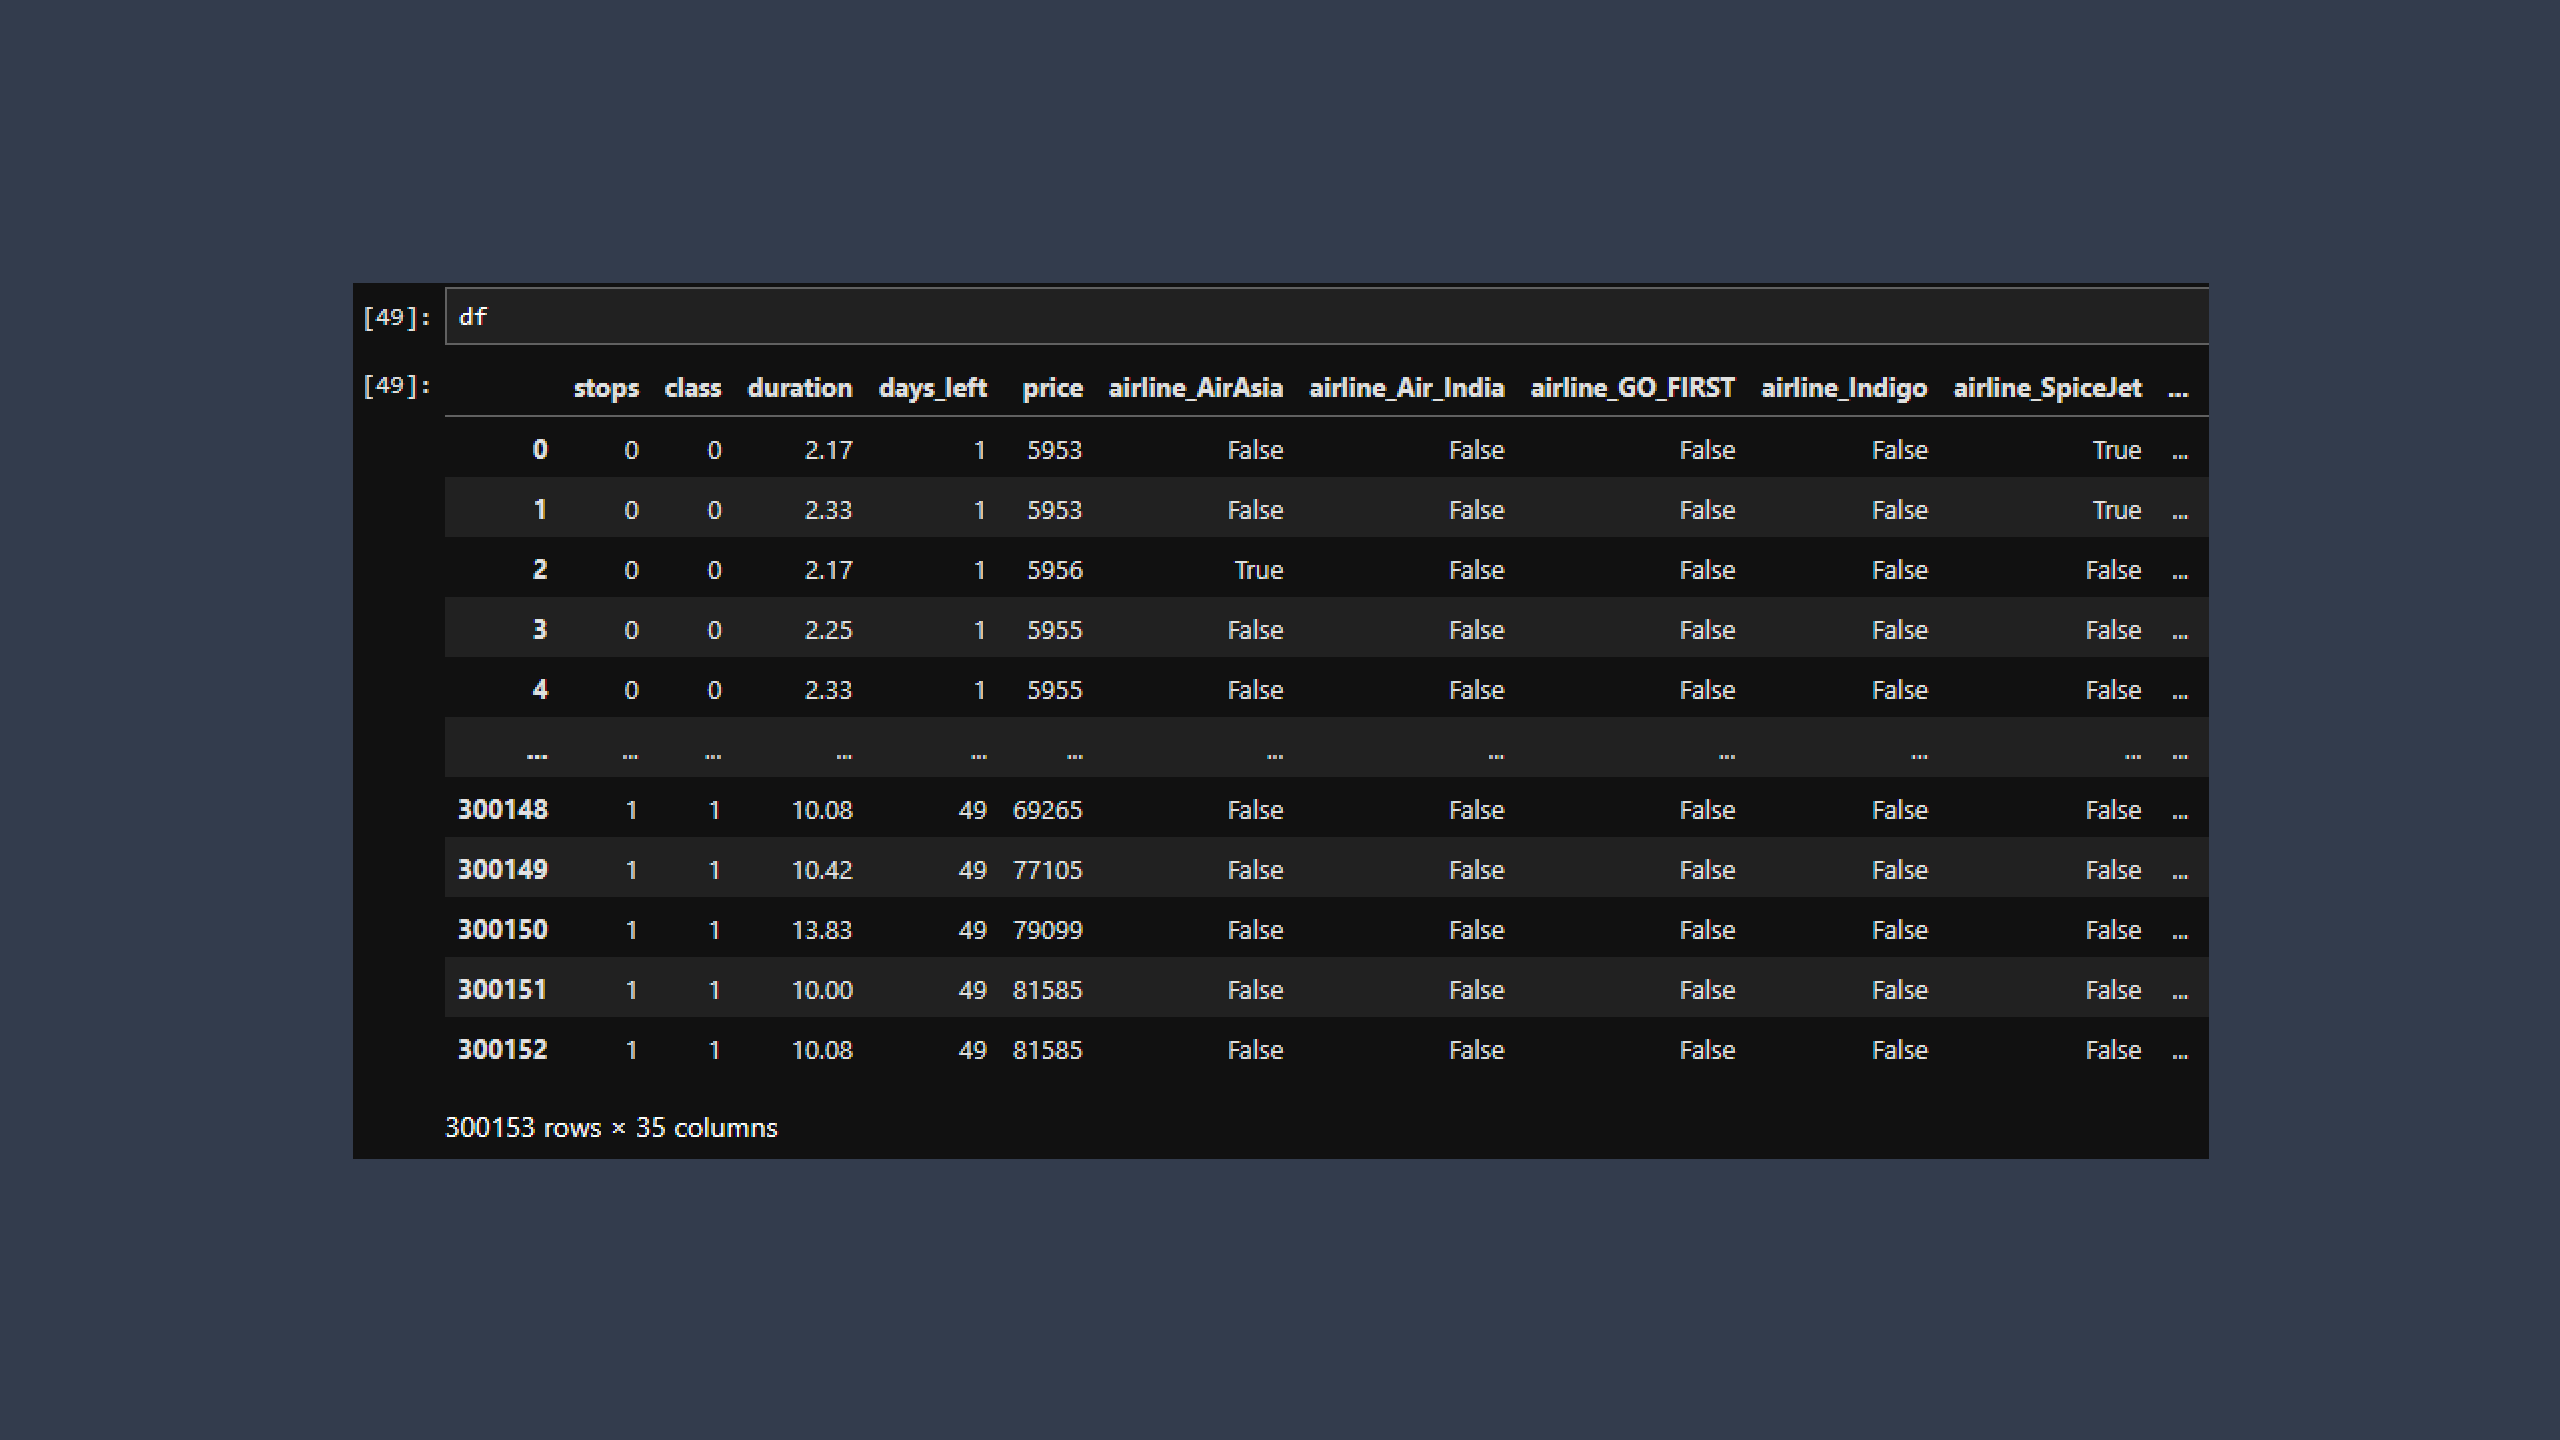 [49]: df
[49]: stops class duration days_left price airline_AirAsia airline_Air_India airline_GO_FIRST airline_Indigo airline_SpiceJet ...
0 0 0 2.17 1 5953 False False False False True ...
1 0 0 2.33 1 5953 False False False False True ...
2 0 0 2.17 1 5956 True False False False False ...
3 0 0 2.25 1 5955 False False False False False ...
4 0 0 2.33 1 5955 False False False False False ...
... ... ... ... ... ... ... ... ... ... ... ...
300148 1 1 10.08 49 69265 False False False False False ...
300149 1 1 10.42 49 77105 False False False False False ...
300150 1 1 13.83 49 79099 False False False False False ...
300151 1 1 10.00 49 81585 False False False False False ...
300152 1 1 10.08 49 81585 False False False False False ...
300153 rows × 35 columns